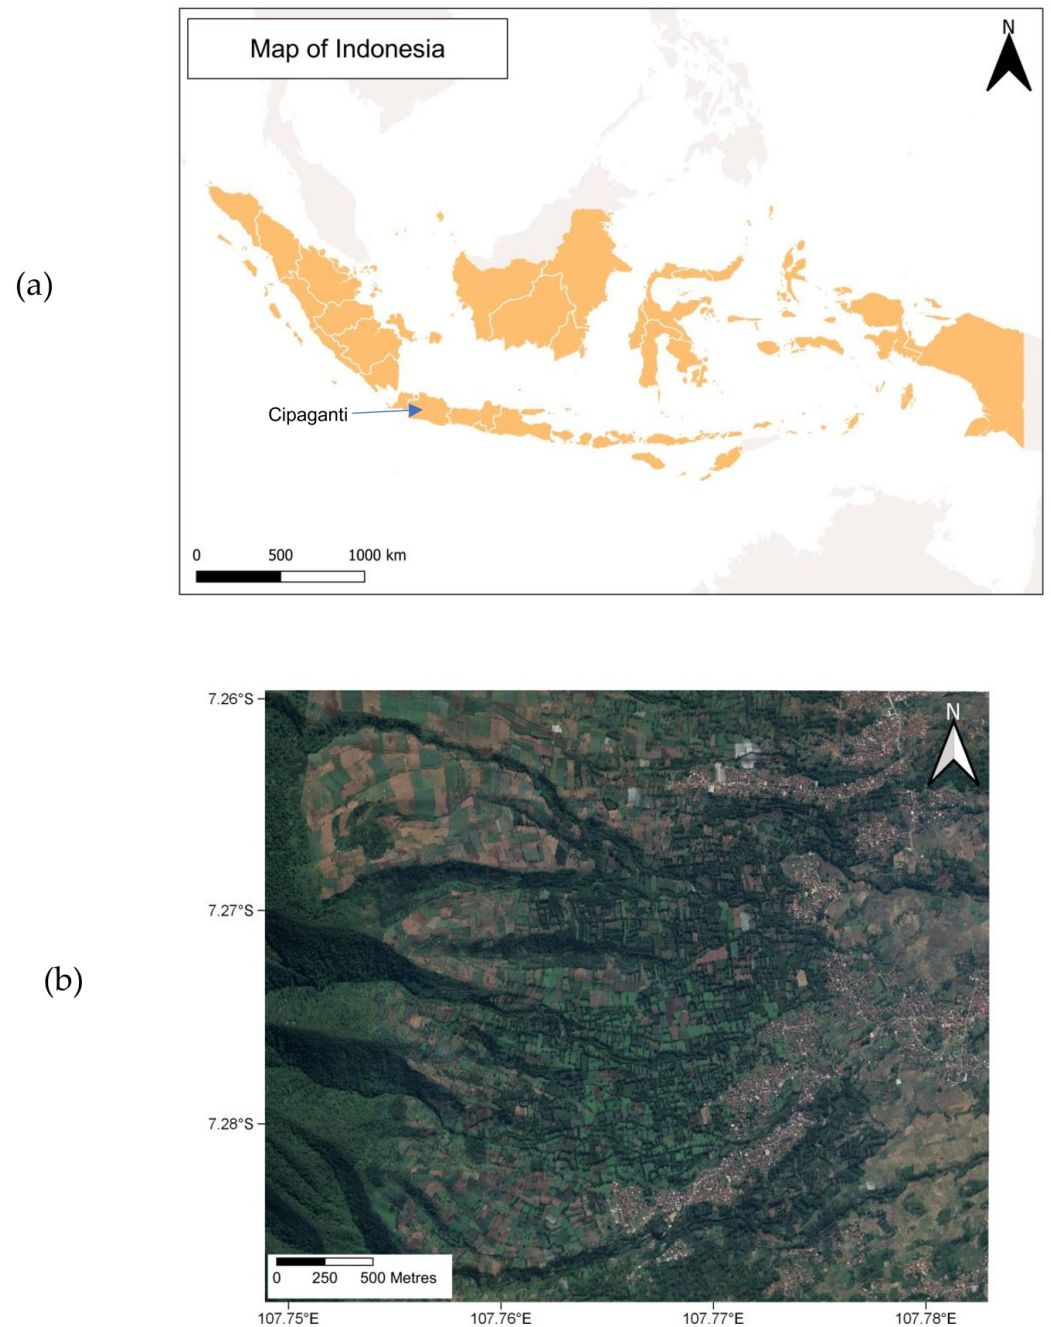 Map of Indonesia
N
(a)
Cipaganti
0 500 1000 km
7.26°S
N
7.27°S
(b)
7.28°S
0 250 500 Metres
107.75°E 107.76°E 107.77°E 107.78°E